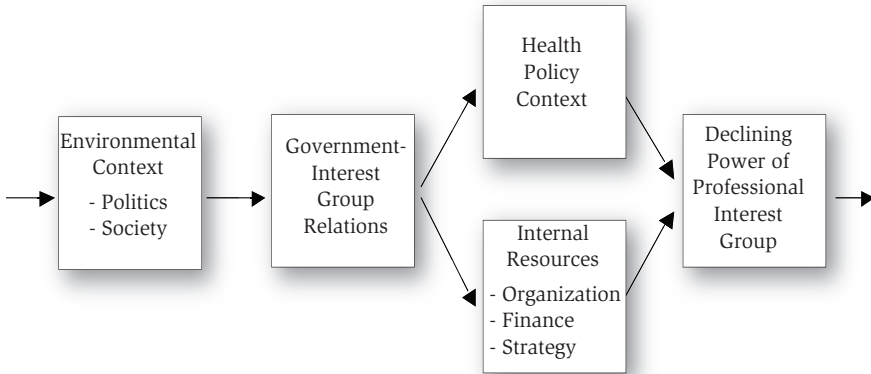 Environmental
Context
- Politics
- Society
Government-
Interest
Group
Relations
Health
Policy
Context
Internal
Resources
- Organization
- Finance
- Strategy
Declining
Power of
Professional
Interest
Group